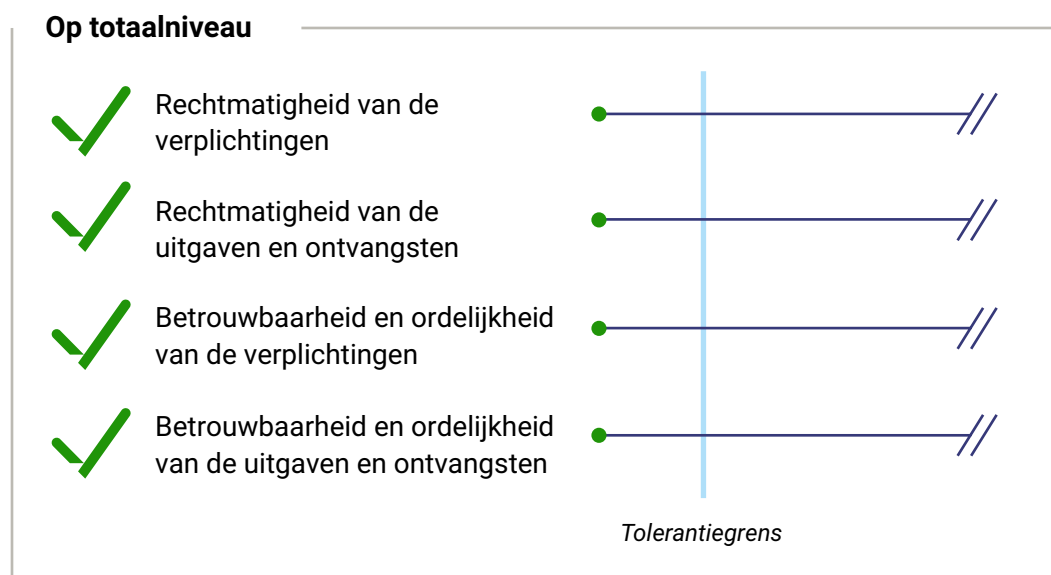 Op totaalniveau
Rechtmatigheid van de
verplichtingen
Rechtmatigheid van de
uitgaven en ontvangsten
Betrouwbaarheid en ordelijkheid
van de verplichtingen
Betrouwbaarheid en ordelijkheid
van de uitgaven en ontvangsten
Tolerantiegrens